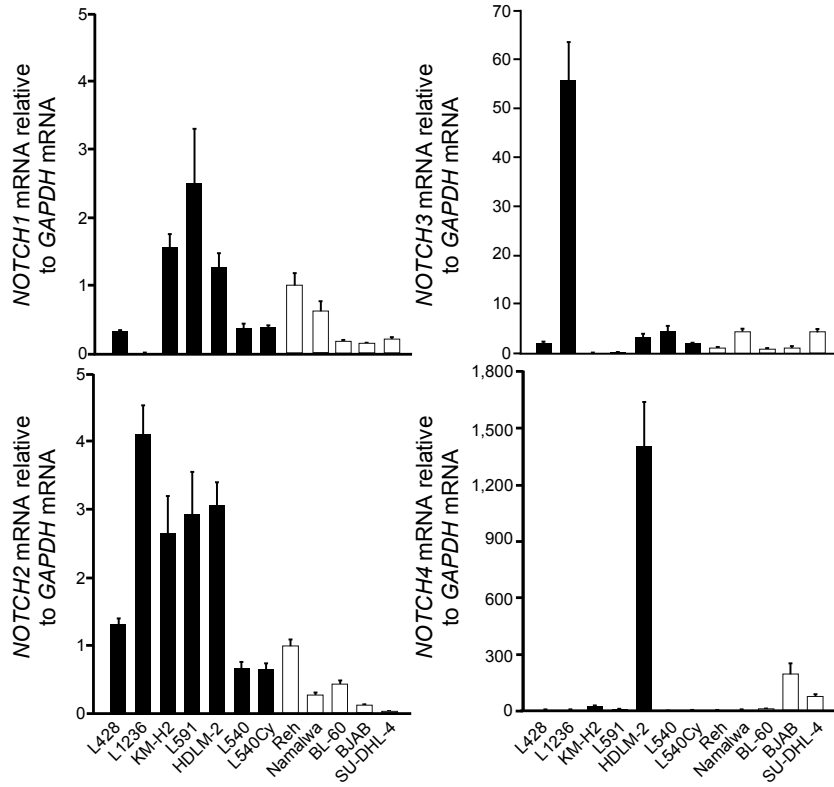 NOTCH1 mRNA relative
to GAPDH mRNA
5
4
3
2
1
0
NOTCH3 mRNA relative
to GAPDH mRNA
70
60
50
40
30
20
10
0
NOTCH2 mRNA relative
to GAPDH mRNA
5
4
3
2
1
0
L428
L1236
KM-H2
L591
HDLM-2
L540
L540Cy
Reh
Namalwa
BL-60
BJAB
SU-DHL-4
NOTCH4 mRNA relative
to GAPDH mRNA
1,800
1,500
1,200
900
600
300
0
L428
L1236
KM-H2
L591
HDLM-2
L540
L540Cy
Reh
Namalwa
BL-60
BJAB
SU-DHL-4